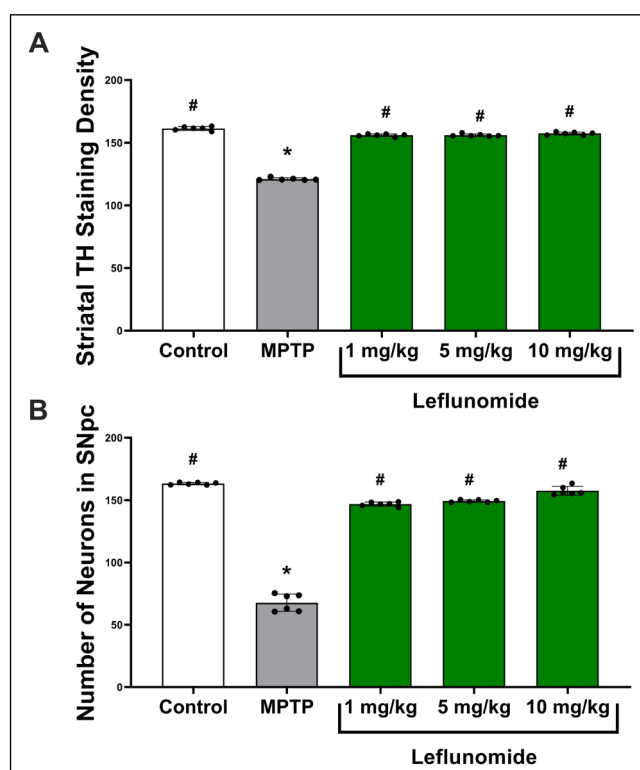 A
Striatal TH Staining Density
200
150
100
50
0
#
*
#
#
#
Control MPTP 1 mg/kg 5 mg/kg 10 mg/kg
Leflunomide
B
Number of Neurons in SNpc
200
150
100
50
0
#
*
#
#
#
Control MPTP 1 mg/kg 5 mg/kg 10 mg/kg
Leflunomide